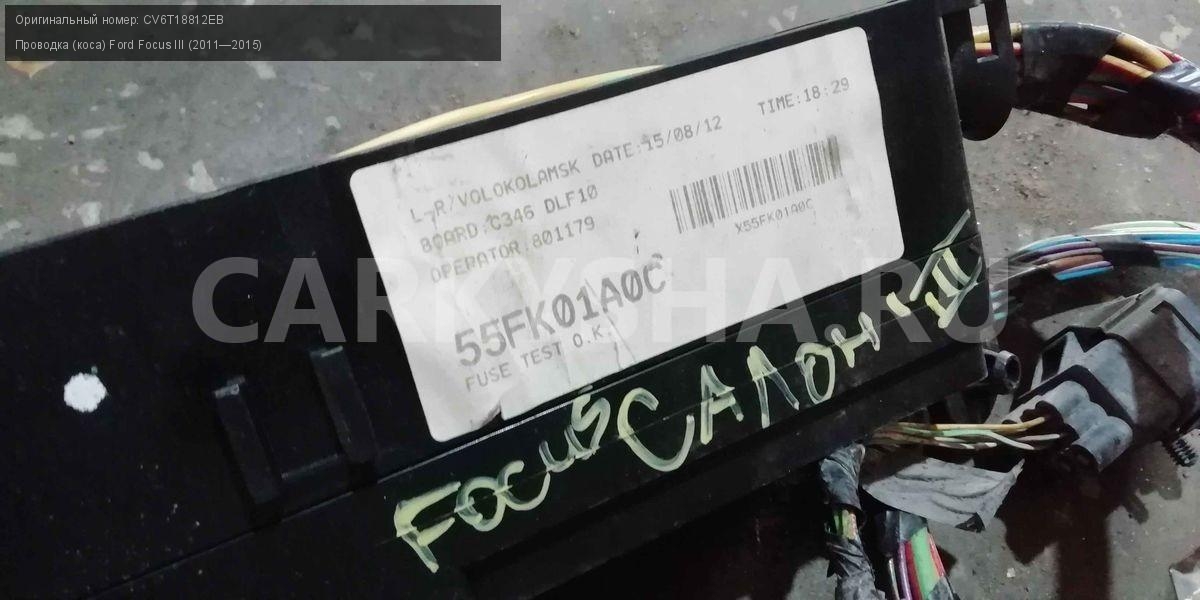 Оригинальный номер: CV6T18812EB
Проводка (коса) Ford Focus III (2011—2015)
L-R/VOLOKOLAMSK DATE:15/08/12 TIME:18:29
BOARD:C346 DLF10
OPERATOR:801179
X55FK01A0C
55FK01A0C
FUSE TEST O.K.
CARKYSHA.RU
FOCUS САЛОН III